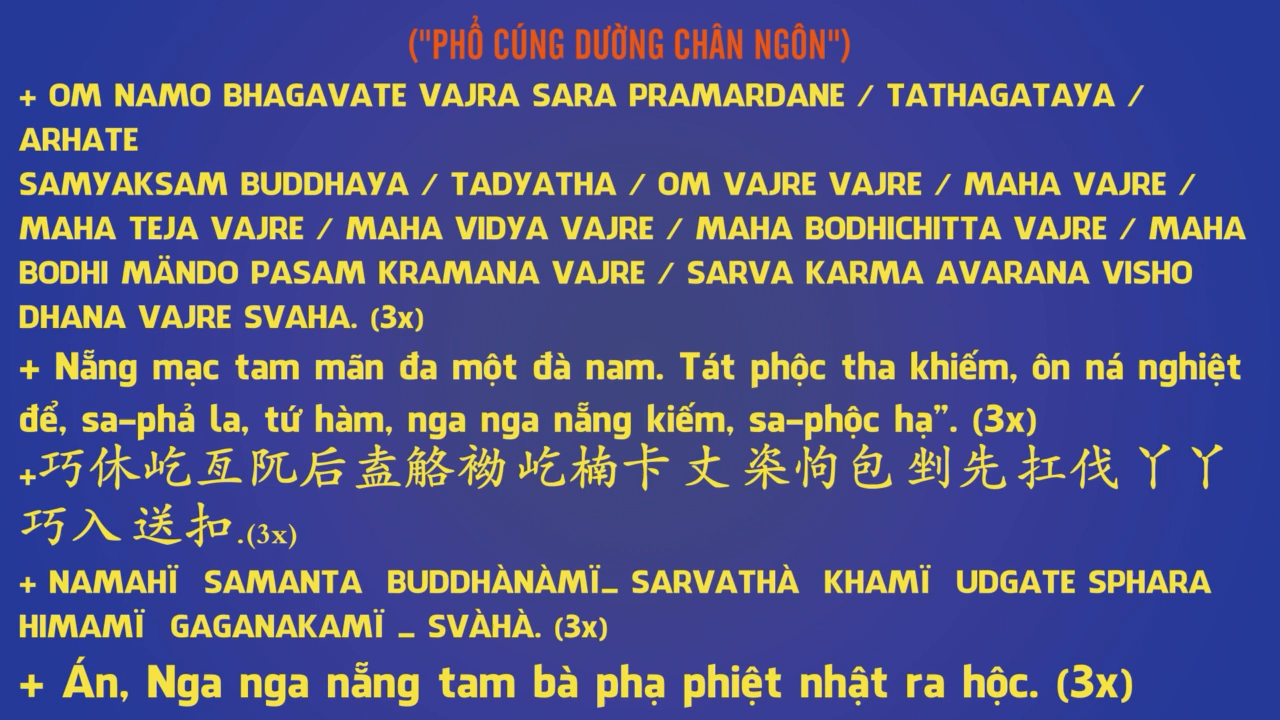 ("PHỔ CÚNG DƯỜNG CHÂN NGÔN")
+ OM NAMO BHAGAVATE VAJRA SARA PRAMARDANE / TATHAGATAYA /
ARHATE
SAMYAKSAM BUDDHAYA / TADYATHA / OM VAJRE VAJRE / MAHA VAJRE /
MAHA TEJA VAJRE / MAHA VIDYA VAJRE / MAHA BODHICHITTA VAJRE / MAHA
BODHI MÄNDO PASAM KRAMANA VAJRE / SARVA KARMA AVARANA VISHO
DHANA VAJRE SVAHA. (3x)
+ Nẵng mạc tam mãn đa một đà nam. Tát phộc tha khiếm, ôn ná nghiệt
để, sa-phả la, tứ hàm, nga nga nẵng kiếm, sa-phộc hạ”. (3x)
+巧休屹亙阢后盍觡袎屹楠卡 丈 楶怐包 剉先 扛伐 丫丫
巧入 送扣.(3x)
+ NAMAHÏ SAMANTA BUDDHÀNÀMÏ_ SARVATHÀ KHAMÏ UDGATE SPHARA
HIMAMÏ GAGANAKAMÏ _ SVÀHÀ. (3x)
+ Án, Nga nga nẵng tam bà phạ phiệt nhật ra hộc. (3x)